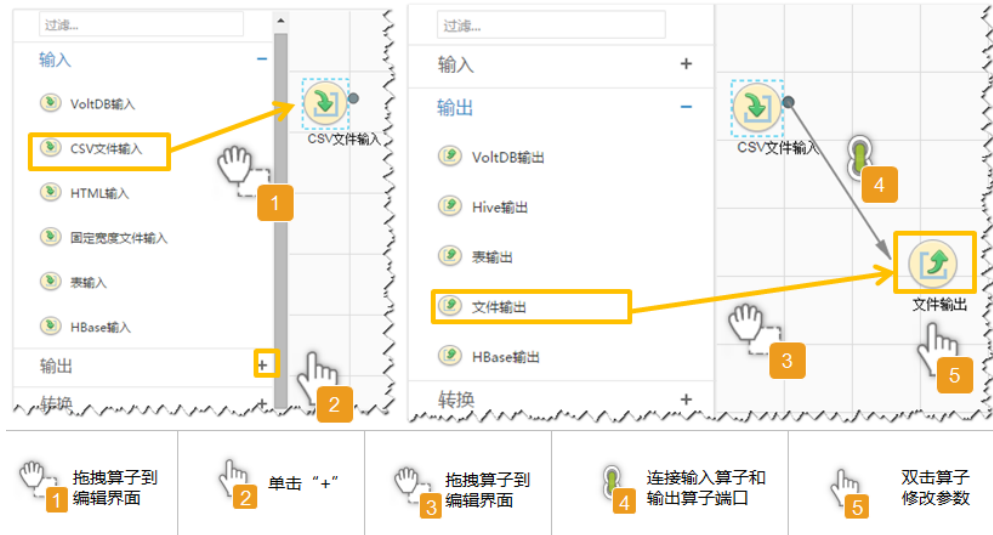 过滤...
输入
VoltDB输入
CSV文件输入
HTML输入
固定宽度文件输入
表输入
HBase输入
输出
转换
CSV文件输入
1
2
过滤...
输入
输出
VoltDB输出
Hive输出
表输出
文件输出
HBase输出
转换
CSV文件输入
4
文件输出
3
5
1
拖拽算子到
编辑界面
2
单击“+”
3
拖拽算子到
编辑界面
4
连接输入算子和
输出算子端口
5
双击算子
修改参数